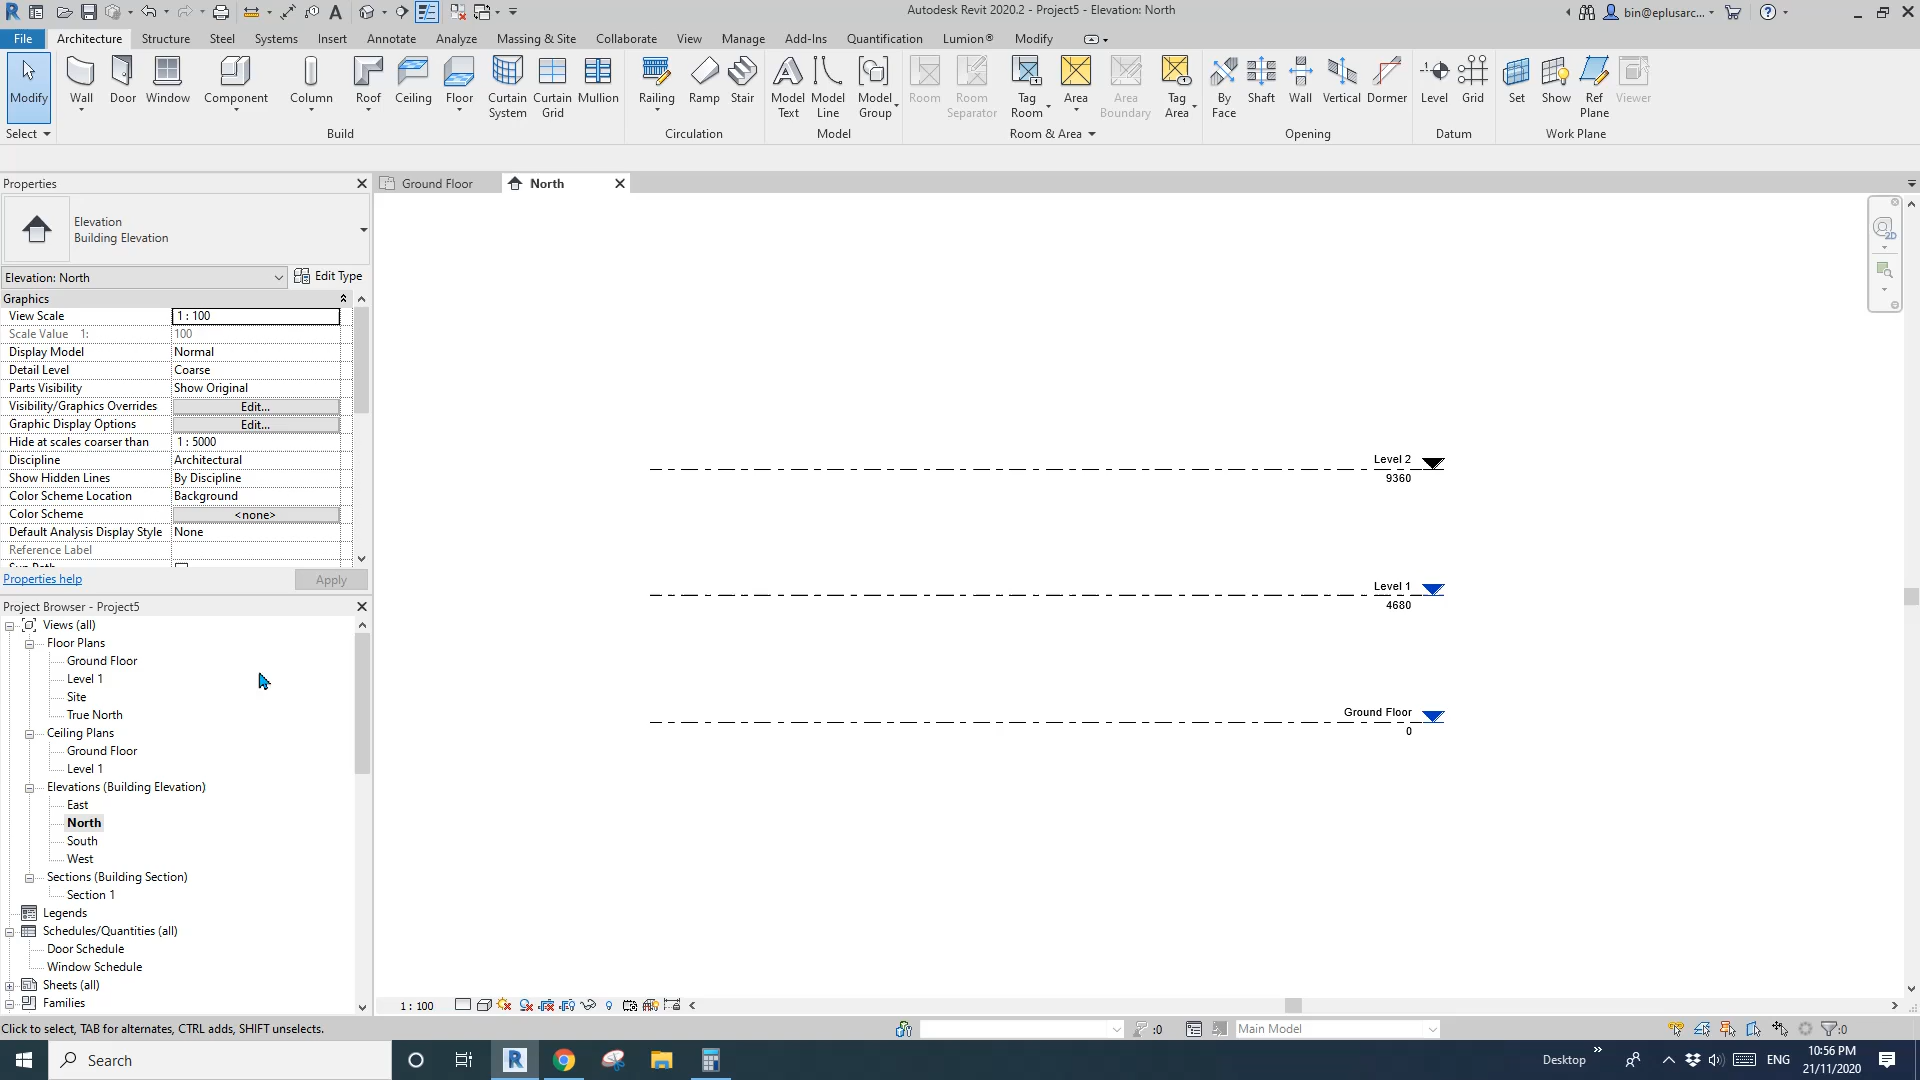 Autodesk Revit 2020.2 - Project5 - Elevation: North
bin@eplusarc...
File Architecture Structure Steel Systems Insert Annotate Analyze Massing & Site Collaborate View Manage Add-Ins Quantification Lumion® Modify
Modify Wall Door Window Component Column Roof Ceiling Floor Curtain System Curtain Grid Mullion Railing Ramp Stair Model Text Model Line Model Group Room Room Separator Tag Room Area Area Boundary Tag Area By Face Shaft Wall Vertical Dormer Level Grid Set Show Ref Plane Viewer
Select Build Circulation Model Room & Area Opening Datum Work Plane
Properties
Ground Floor North
Elevation
Building Elevation
Elevation: North Edit Type
Graphics
View Scale 1 : 100
Scale Value 1: 100
Display Model Normal
Detail Level Coarse
Parts Visibility Show Original
Visibility/Graphics Overrides Edit...
Graphic Display Options Edit...
Hide at scales coarser than 1 : 5000
Discipline Architectural
Show Hidden Lines By Discipline
Color Scheme Location Background
Color Scheme <none>
Default Analysis Display Style None
Reference Label
Sun Path
Properties help Apply
Level 2
9360
Level 1
4680
Ground Floor
0
Project Browser - Project5
Views (all)
Floor Plans
Ground Floor
Level 1
Site
True North
Ceiling Plans
Ground Floor
Level 1
Elevations (Building Elevation)
East
North
South
West
Sections (Building Section)
Section 1
Legends
Schedules/Quantities (all)
Door Schedule
Window Schedule
Sheets (all)
Families
1 : 100
Click to select, TAB for alternates, CTRL adds, SHIFT unselects.
:0
Main Model
:0
Search
Desktop
ENG
10:56 PM
21/11/2020